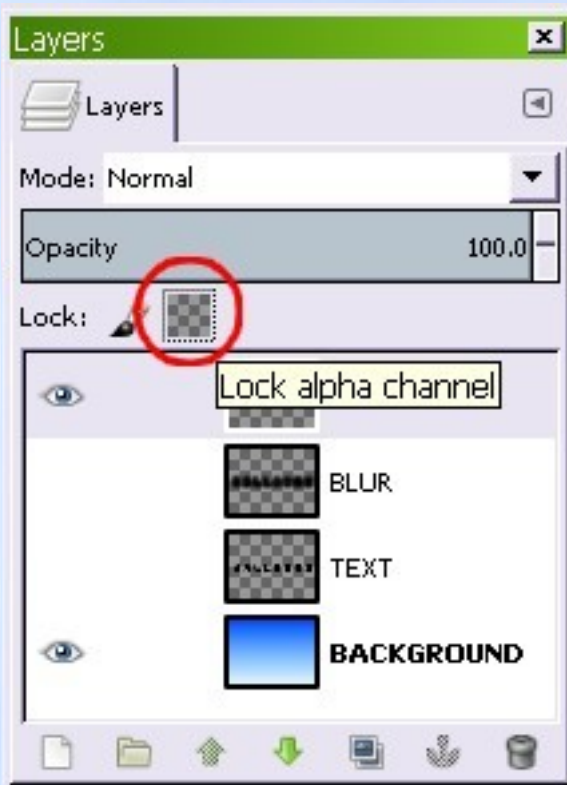 Layers
Layers
Mode: Normal
Opacity 100.0
Lock:
Lock alpha channel
BLUR
TEXT
BACKGROUND